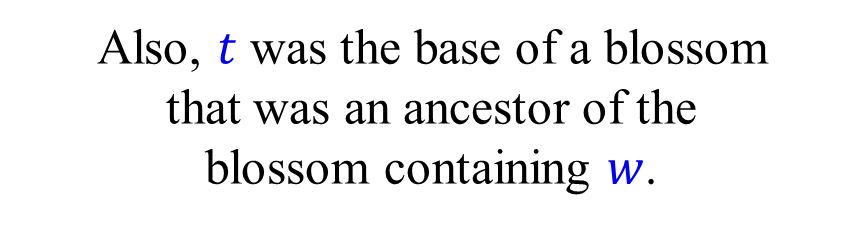 Also, t was the base of a blossom
that was an ancestor of the
blossom containing w.